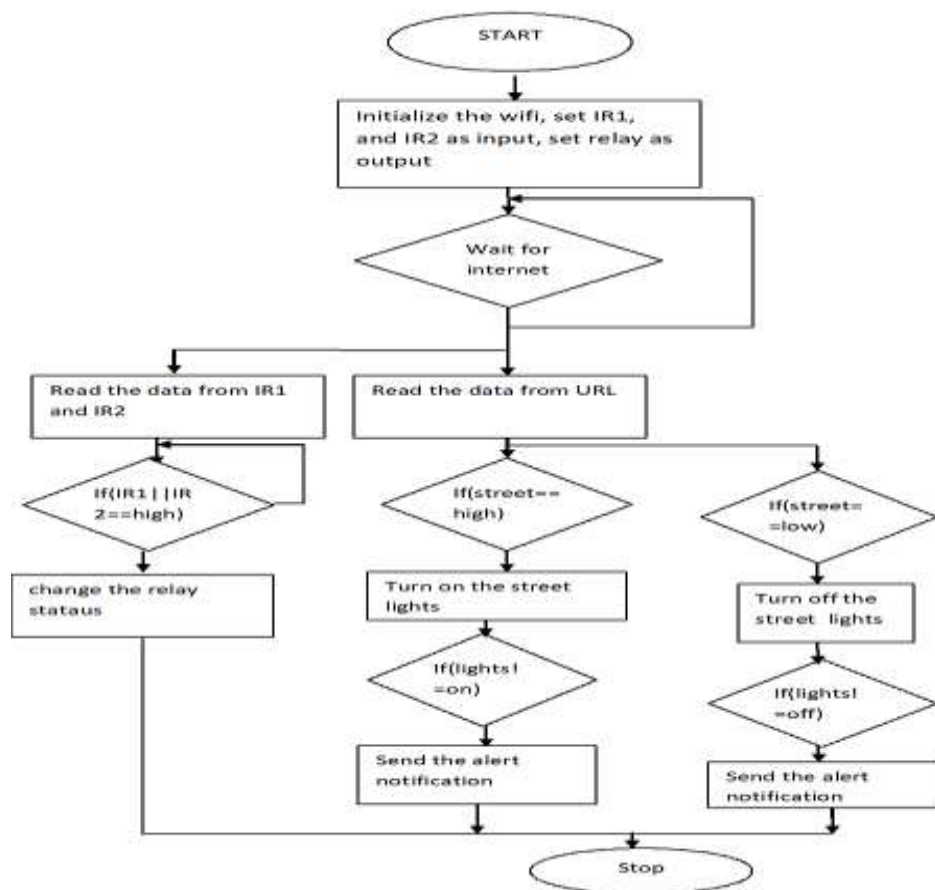 START
Initialize the wifi, set IR1,
and IR2 as input, set relay as
output
Wait for
internet
Read the data from IR1
and IR2
Read the data from URL
If(IR1||IR
2==high)
If(street==
high)
If(street=
=low)
change the relay
stataus
Turn on the street
lights
Turn off the
street lights
If(lights!
=on)
If(lights!
=off)
Send the alert
notification
Send the alert
notification
Stop